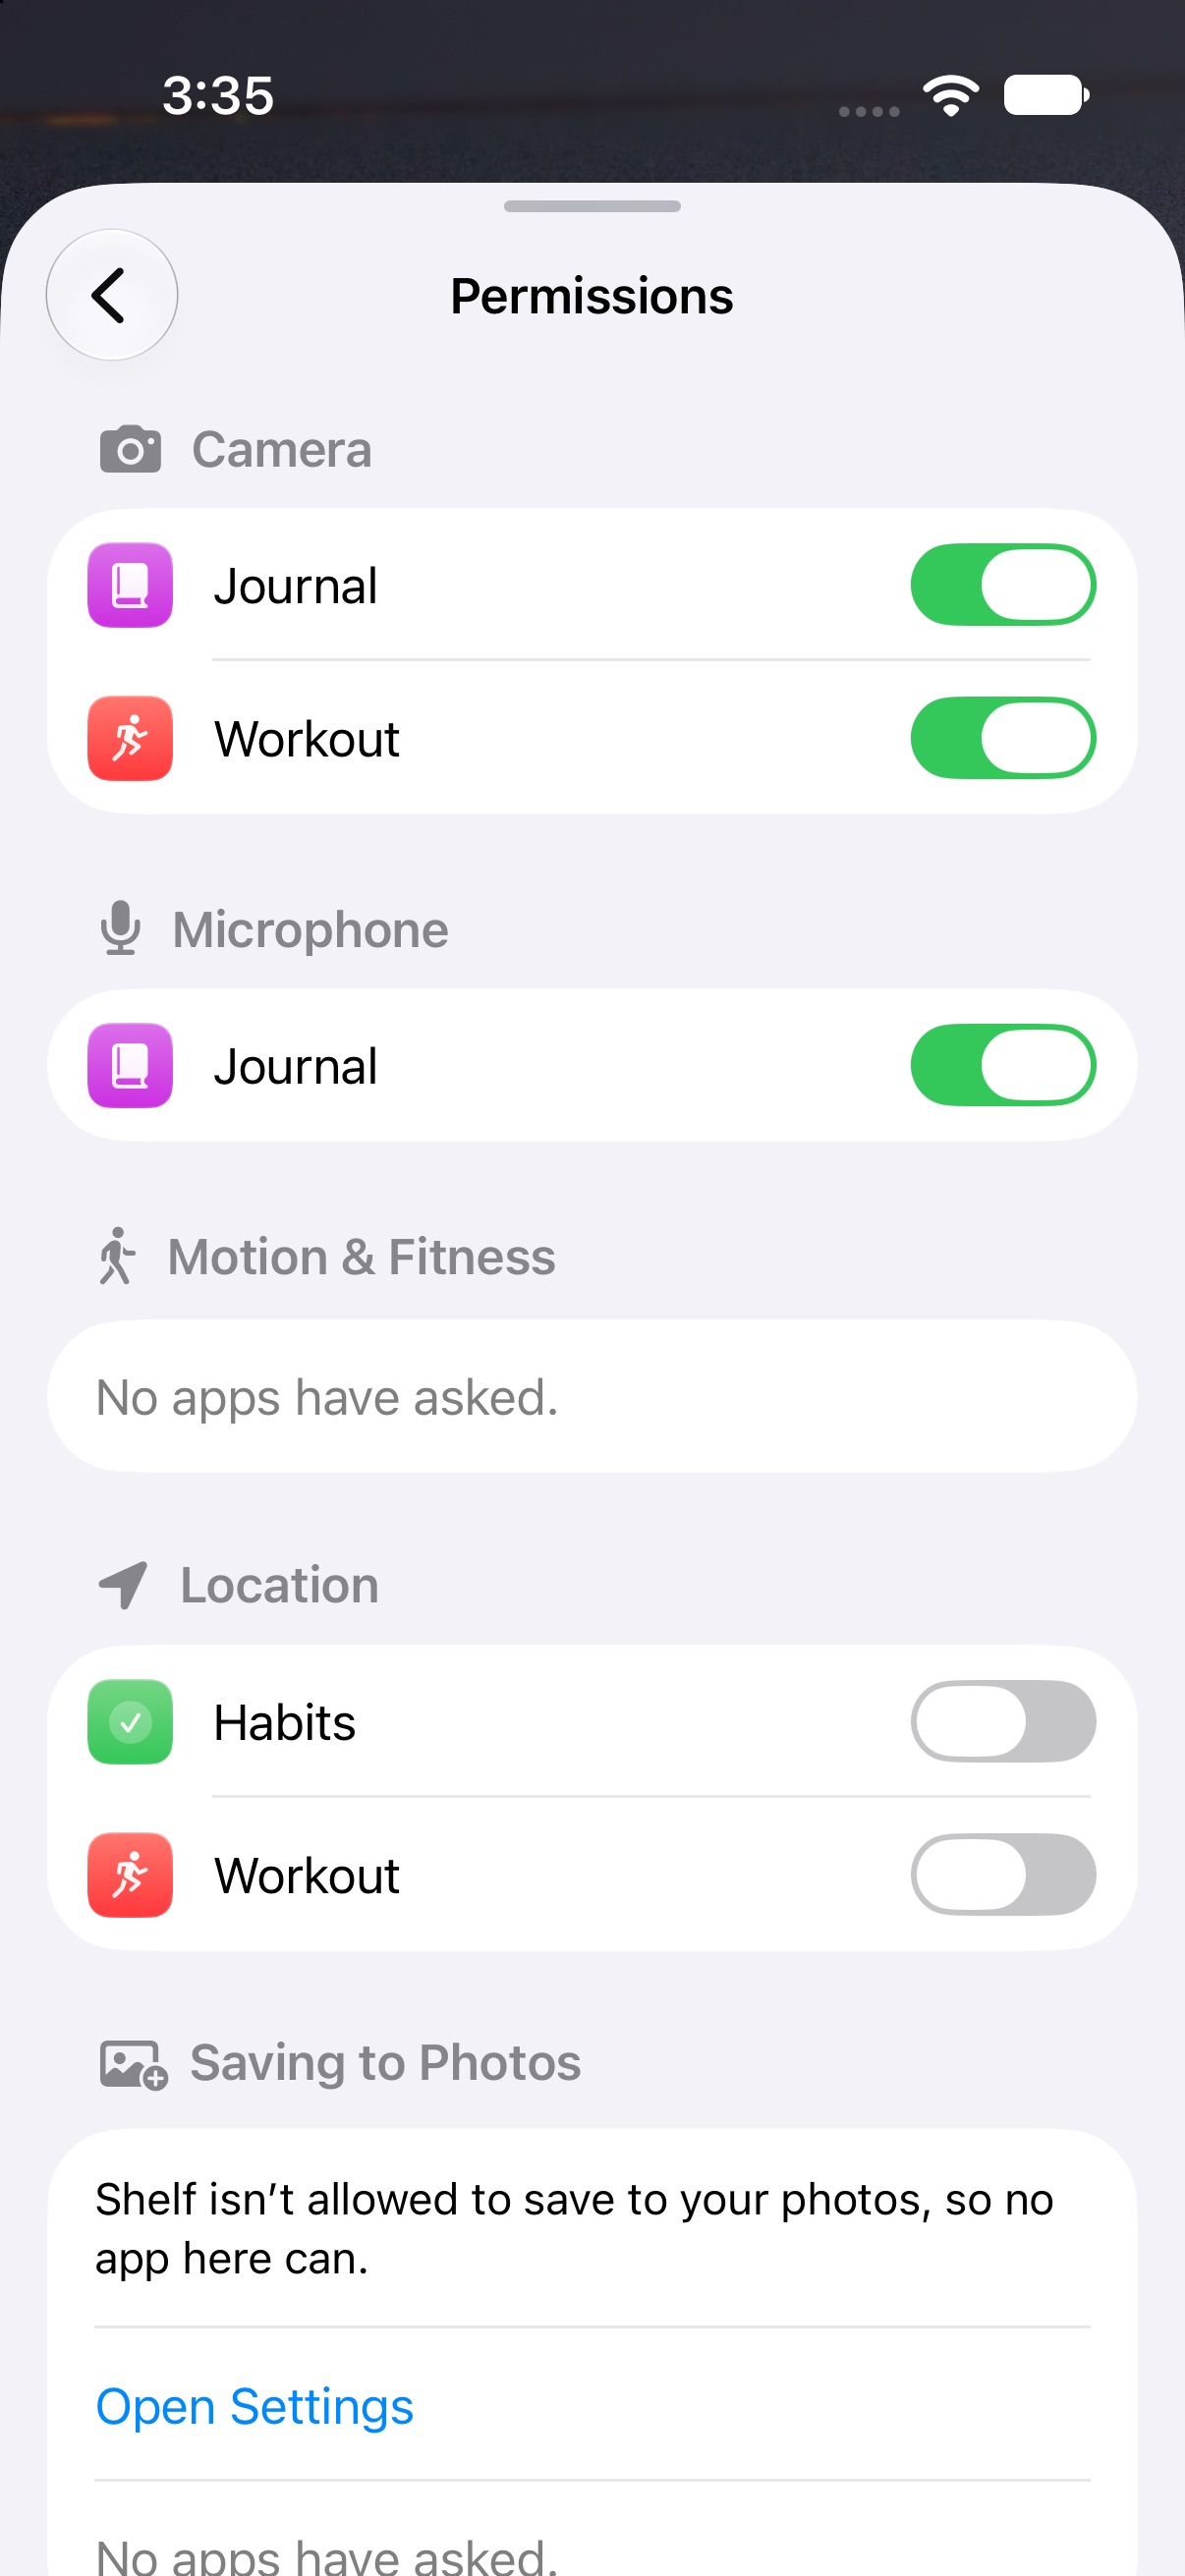 3:35
Permissions
Camera
Journal
Workout
Microphone
Journal
Motion & Fitness
No apps have asked.
Location
Habits
Workout
Saving to Photos
Shelf isn’t allowed to save to your photos, so no
app here can.
Open Settings
No apps have asked.